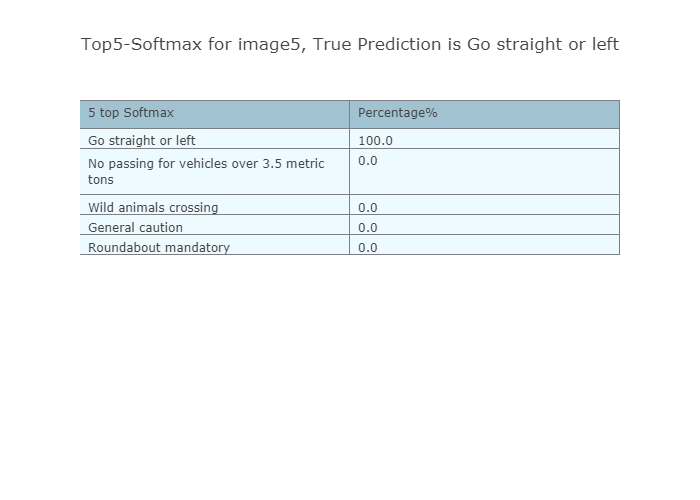 Top5-Softmax for image5, True Prediction is Go straight or left
5 top Softmax Percentage%
Go straight or left 100.0
No passing for vehicles over 3.5 metric 0.0
tons
Wild animals crossing 0.0
General caution 0.0
Roundabout mandatory 0.0